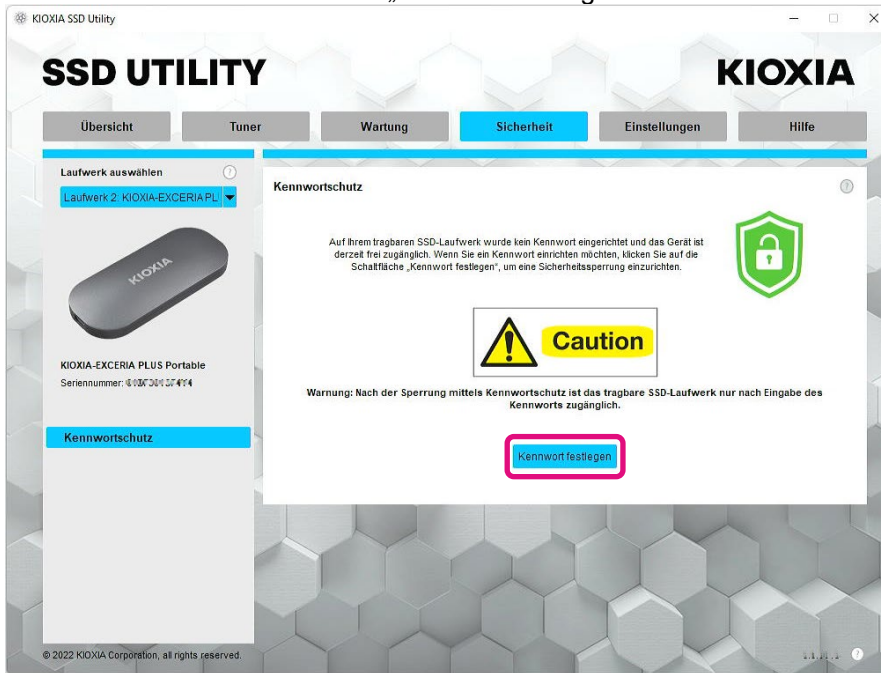 KIOXIA SSD Utility
SSD UTILITY
KIOXIA
Übersicht
Tuner
Wartung
Sicherheit
Einstellungen
Hilfe
Laufwerk auswählen
?
Laufwerk 2: KIOXIA-EXCERIA PL
KIOXIA
KIOXIA-EXCERIA PLUS Portable
Seriennummer:
Kennwortschutz
Kennwortschutz
?
Auf Ihrem tragbaren SSD-Laufwerk wurde kein Kennwort eingerichtet und das Gerät ist
derzeit frei zugänglich. Wenn Sie ein Kennwort einrichten möchten, klicken Sie auf die
Schaltfläche „Kennwort festlegen“, um eine Sicherheitssperrung einzurichten.
Caution
Warnung: Nach der Sperrung mittels Kennwortschutz ist das tragbare SSD-Laufwerk nur nach Eingabe des
Kennworts zugänglich.
Kennwort festlegen
© 2022 KIOXIA Corporation, all rights reserved.
?